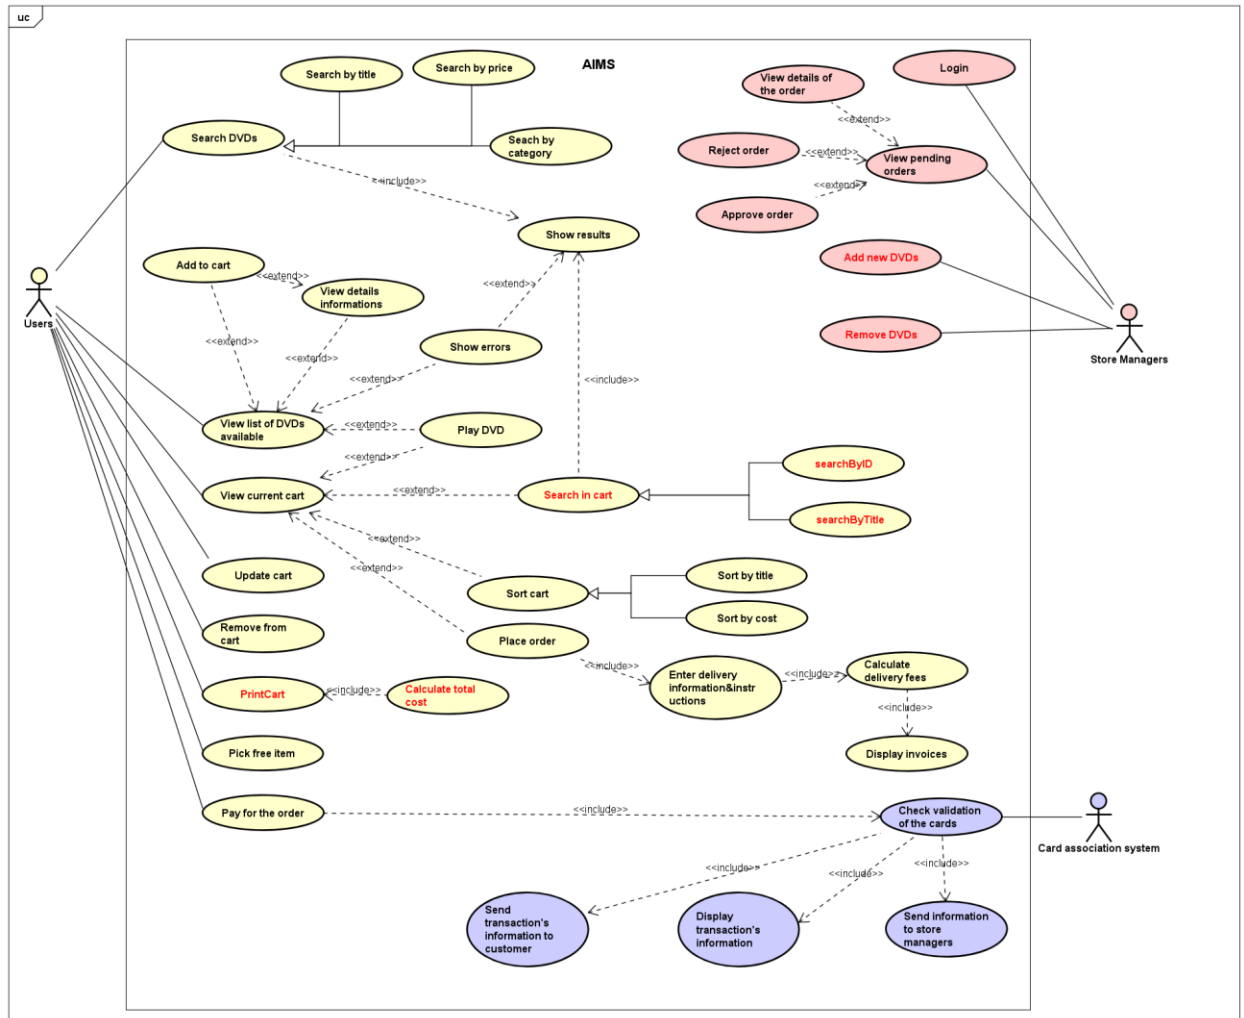 uc
AIMS
Search by title
Search by price
Search DVDs
Seach by
category
<<include>>
Show results
Add to cart
<<extend>>
View details
informations
<<extend>>
<<extend>>
<<extend>>
Show errors
<<extend>>
<<include>>
View list of DVDs
available
<<extend>>
Play DVD
<<extend>>
View current cart
<<extend>>
Search in cart
searchByID
searchByTitle
<<extend>>
<<extend>>
Update cart
Sort cart
Sort by title
Sort by cost
Remove from
cart
Place order
<<include>>
Enter delivery
information&instr
uctions
<<include>>
Calculate
delivery fees
<<include>>
Display invoices
PrintCart
<<include>>
Calculate total
cost
Pick free item
Pay for the order
<<include>>
Check validation
of the cards
<<include>>
<<include>>
<<include>>
Send
transaction's
information to
customer
Display
transaction's
information
Send information
to store
managers
View details of
the order
Login
<<extend>>
Reject order
<<extend>>
View pending
orders
<<extend>>
Approve order
Add new DVDs
Remove DVDs
Users
Store Managers
Card association system